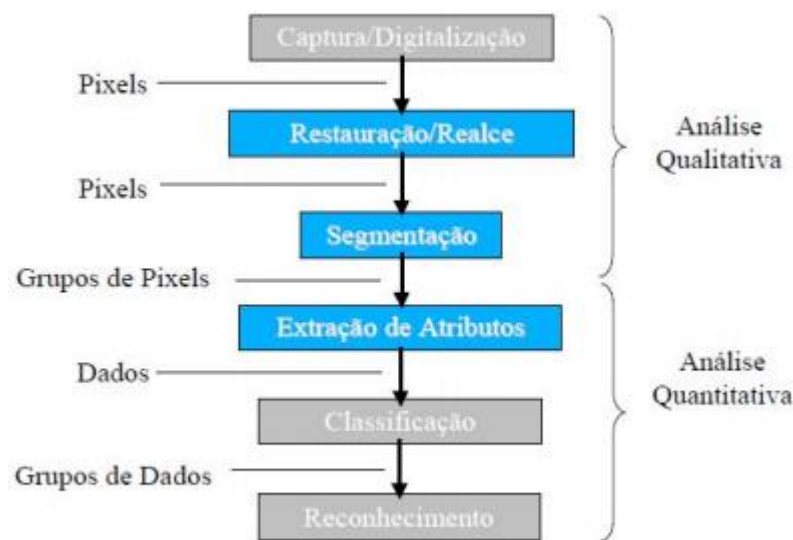 Captura/Digitalização
Pixels
Restauração/Realce
Análise
Qualitativa
Pixels
Segmentação
Grupos de Pixels
Extração de Atributos
Dados
Análise
Quantitativa
Classificação
Grupos de Dados
Reconhecimento